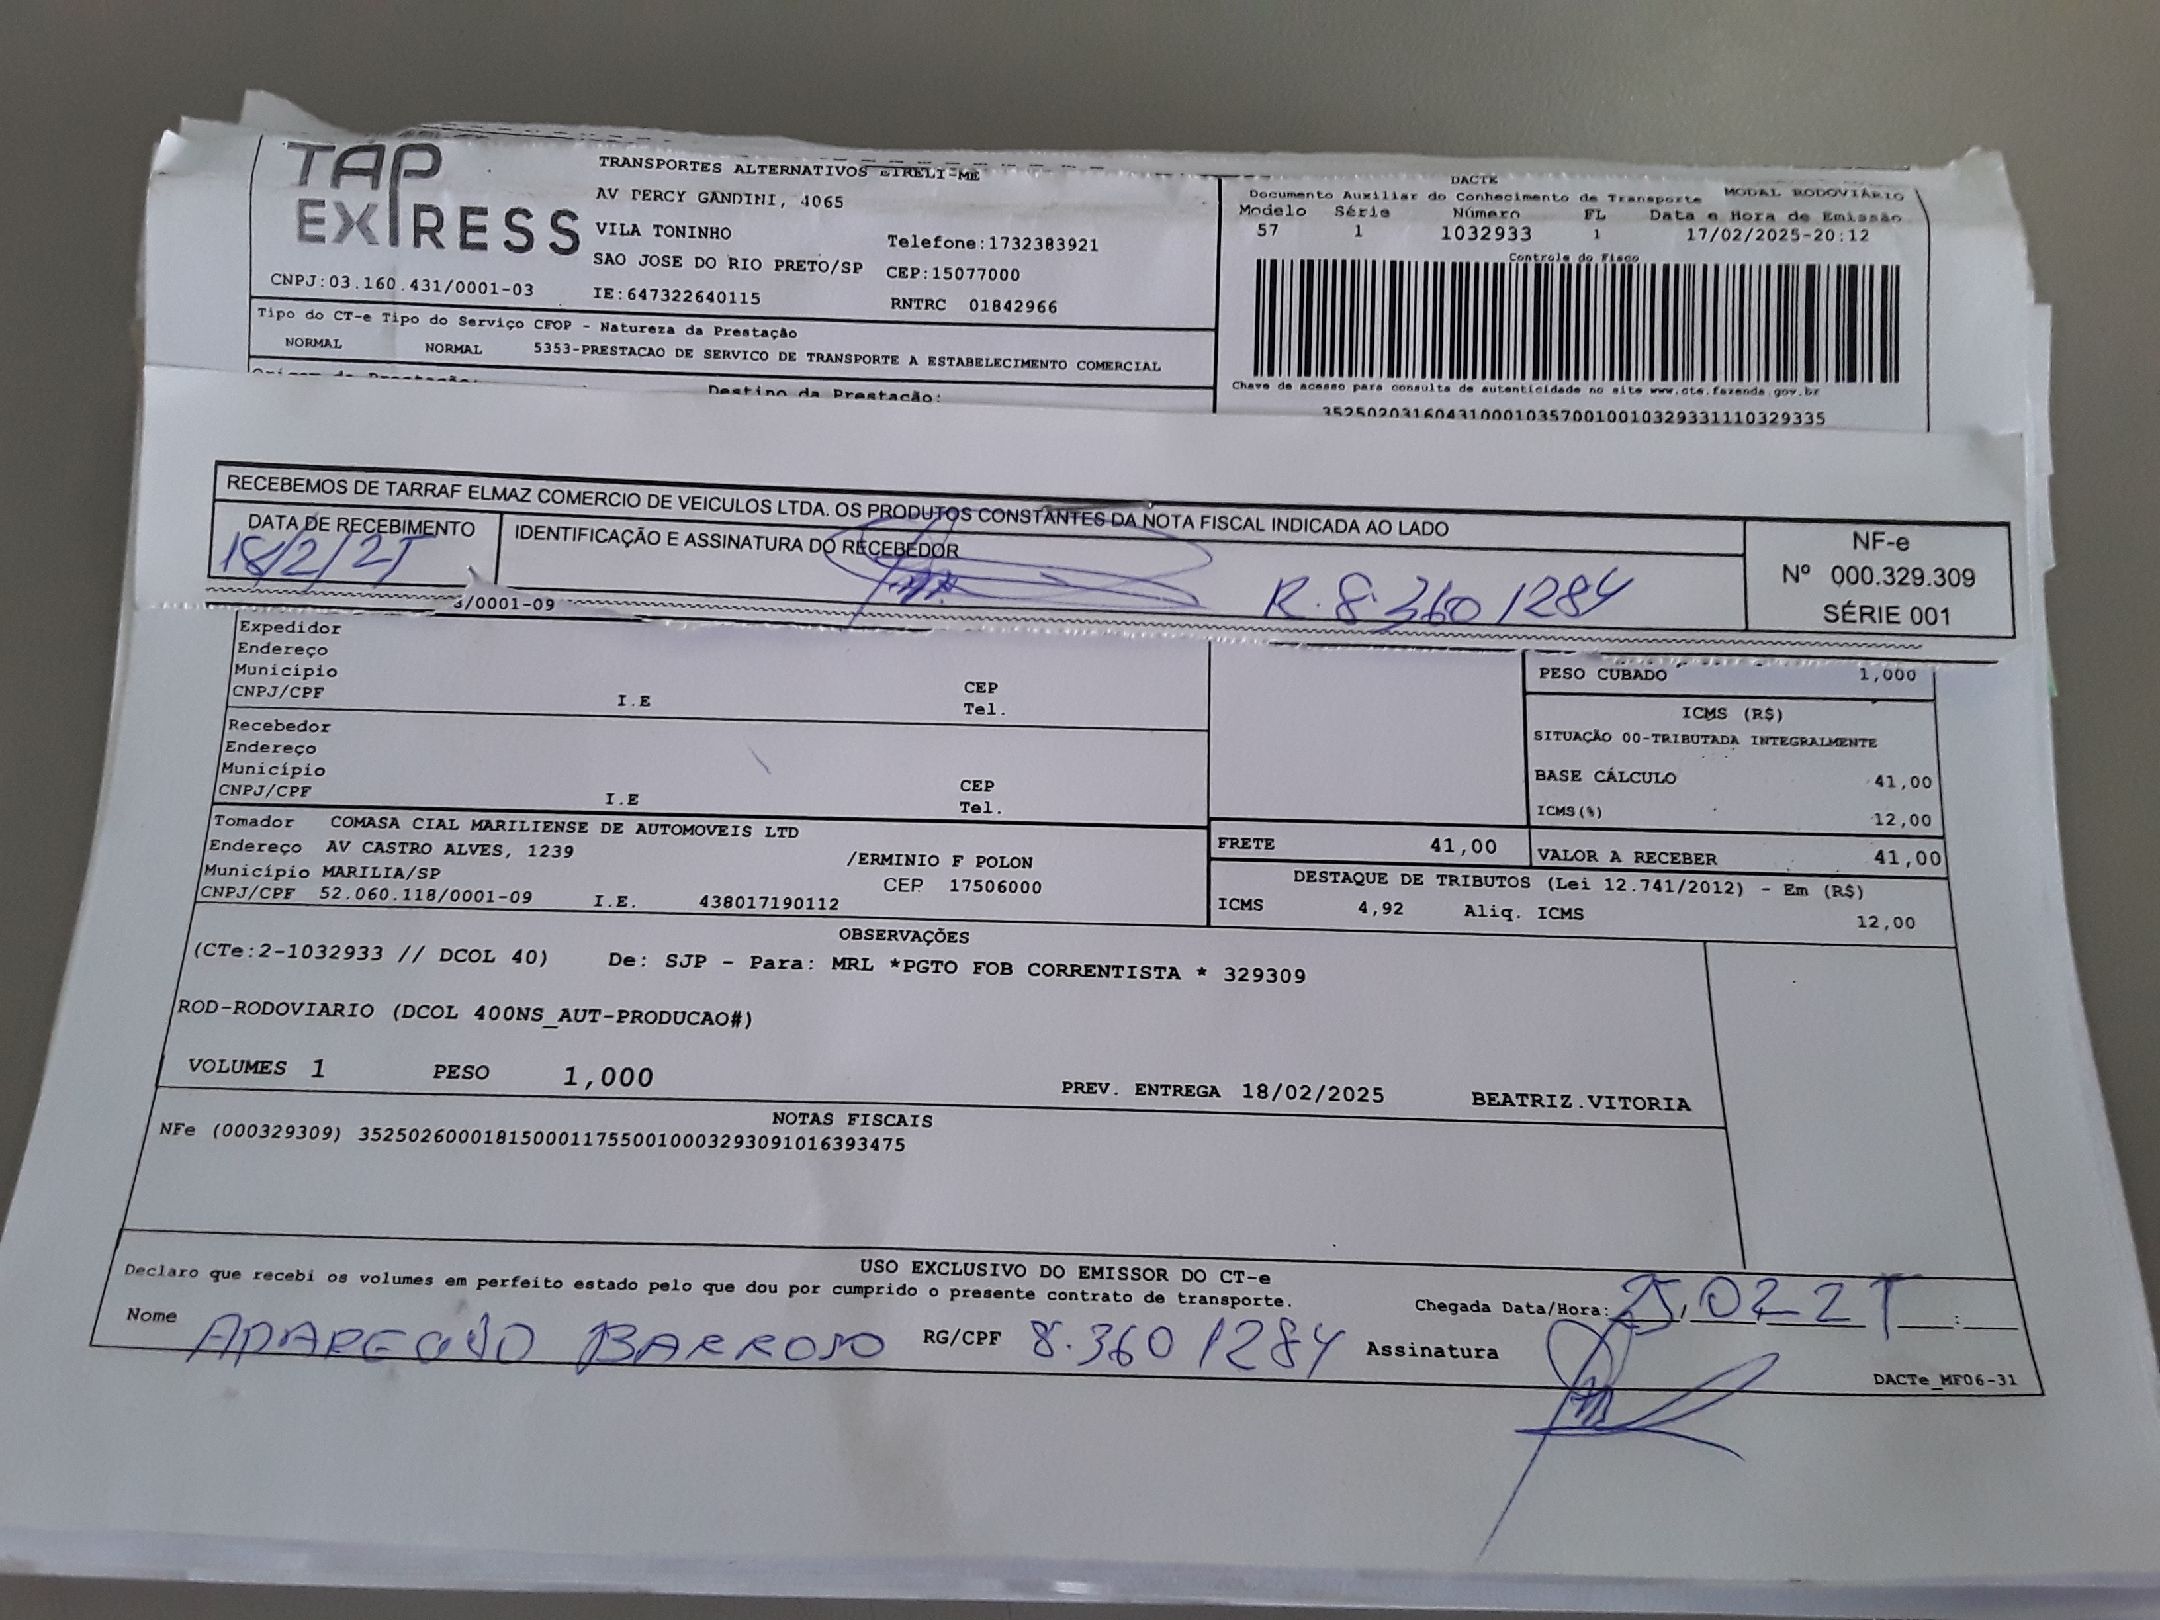 TAP EXPRESS
TRANSPORTES ALTERNATIVOS EIRELI-ME
AV PERCY GANDINI, 4065
VILA TONINHO
Telefone:1732383921
SAO JOSE DO RIO PRETO/SP CEP:15077000
CNPJ:03.160.431/0001-03 IE:647322640115 RNTRC 01842966
Tipo do CT-e Tipo do Serviço CFOP - Natureza da Prestação
NORMAL NORMAL 5353-PRESTACAO DE SERVICO DE TRANSPORTE A ESTABELECIMENTO COMERCIAL
Origem da Prestação: Destino da Prestação:
DACTE
Documento Auxiliar do Conhecimento de Transporte MODAL RODOVIÁRIO
Modelo Série Número FL Data e Hora de Emissão
57 1 1032933 1 17/02/2025-20:12
Controle do Fisco
Chave de acesso para consulta de autenticidade no site www.cte.fazenda.gov.br
35250203160431000103570010010329331110329335
RECEBEMOS DE TARRAF ELMAZ COMERCIO DE VEICULOS LTDA. OS PRODUTOS CONSTANTES DA NOTA FISCAL INDICADA AO LADO
DATA DE RECEBIMENTO IDENTIFICAÇÃO E ASSINATURA DO RECEBEDOR
18/2/25 R.8.3601284
NF-e
Nº 000.329.309
SÉRIE 001
/0001-09
Expedidor
Endereço
Município CEP
CNPJ/CPF I.E Tel.
Recebedor
Endereço
Município CEP
CNPJ/CPF I.E Tel.
PESO CUBADO 1,000
ICMS (R$)
SITUAÇÃO 00-TRIBUTADA INTEGRALMENTE
BASE CÁLCULO 41,00
ICMS(%) 12,00
Tomador COMASA CIAL MARILIENSE DE AUTOMOVEIS LTD
Endereço AV CASTRO ALVES, 1239 /ERMINIO F POLON
Município MARILIA/SP CEP 17506000
CNPJ/CPF 52.060.118/0001-09 I.E. 438017190112
FRETE 41,00 VALOR A RECEBER 41,00
DESTAQUE DE TRIBUTOS (Lei 12.741/2012) - Em (R$)
ICMS 4,92 Aliq. ICMS 12,00
OBSERVAÇÕES
(CTe:2-1032933 // DCOL 40) De: SJP - Para: MRL *PGTO FOB CORRENTISTA * 329309
ROD-RODOVIARIO (DCOL 400NS_AUT-PRODUCAO#)
VOLUMES 1 PESO 1,000 PREV. ENTREGA 18/02/2025 BEATRIZ.VITORIA
NOTAS FISCAIS
NFe (000329309) 35250260001815000117550010003293091016393475
USO EXCLUSIVO DO EMISSOR DO CT-e
Declaro que recebi os volumes em perfeito estado pelo que dou por cumprido o presente contrato de transporte.
Chegada Data/Hora: 25,02 25 :
Nome APARECIDO BARROSO RG/CPF 8.3601284 Assinatura
DACTe_MF06-31